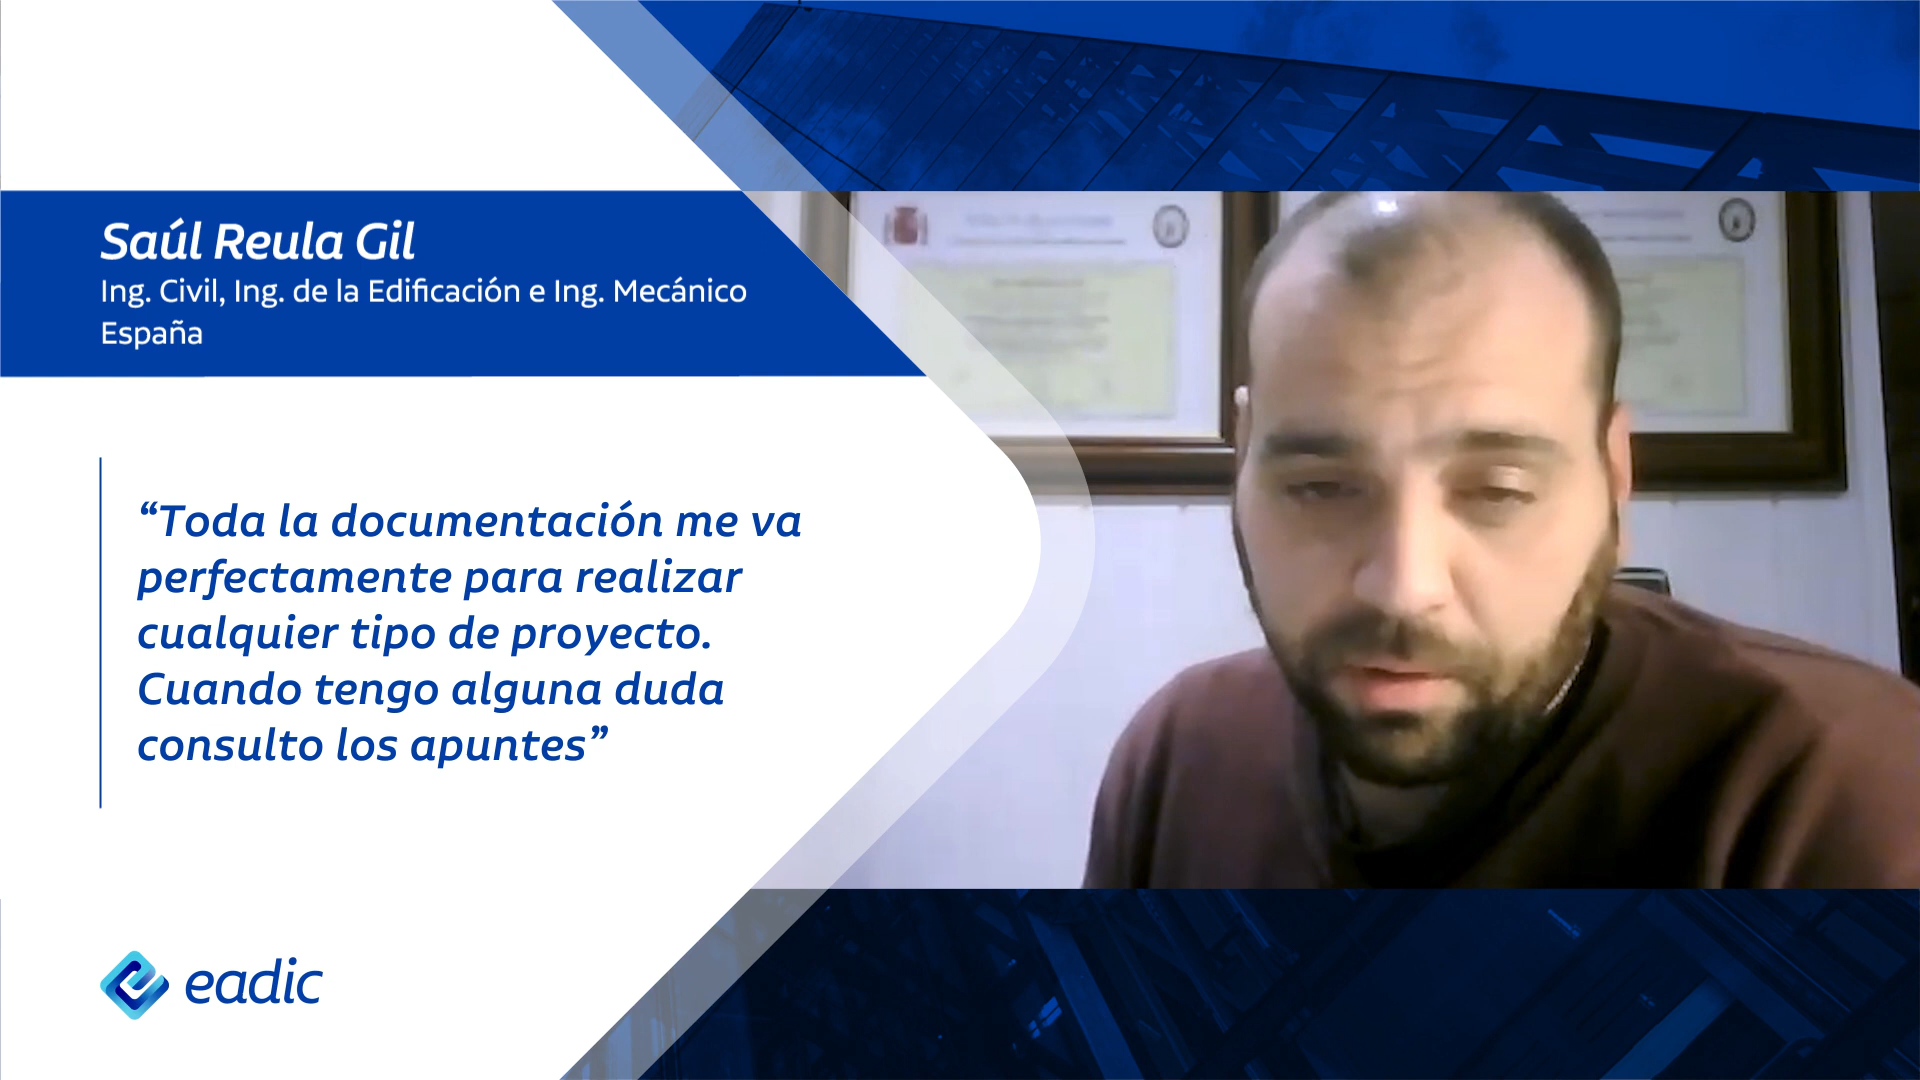 Saúl Reula Gil
Ing. Civil, Ing. de la Edificación e Ing. Mecánico
España
“Toda la documentación me va
perfectamente para realizar
cualquier tipo de proyecto.
Cuando tengo alguna duda
consulto los apuntes”
eadic